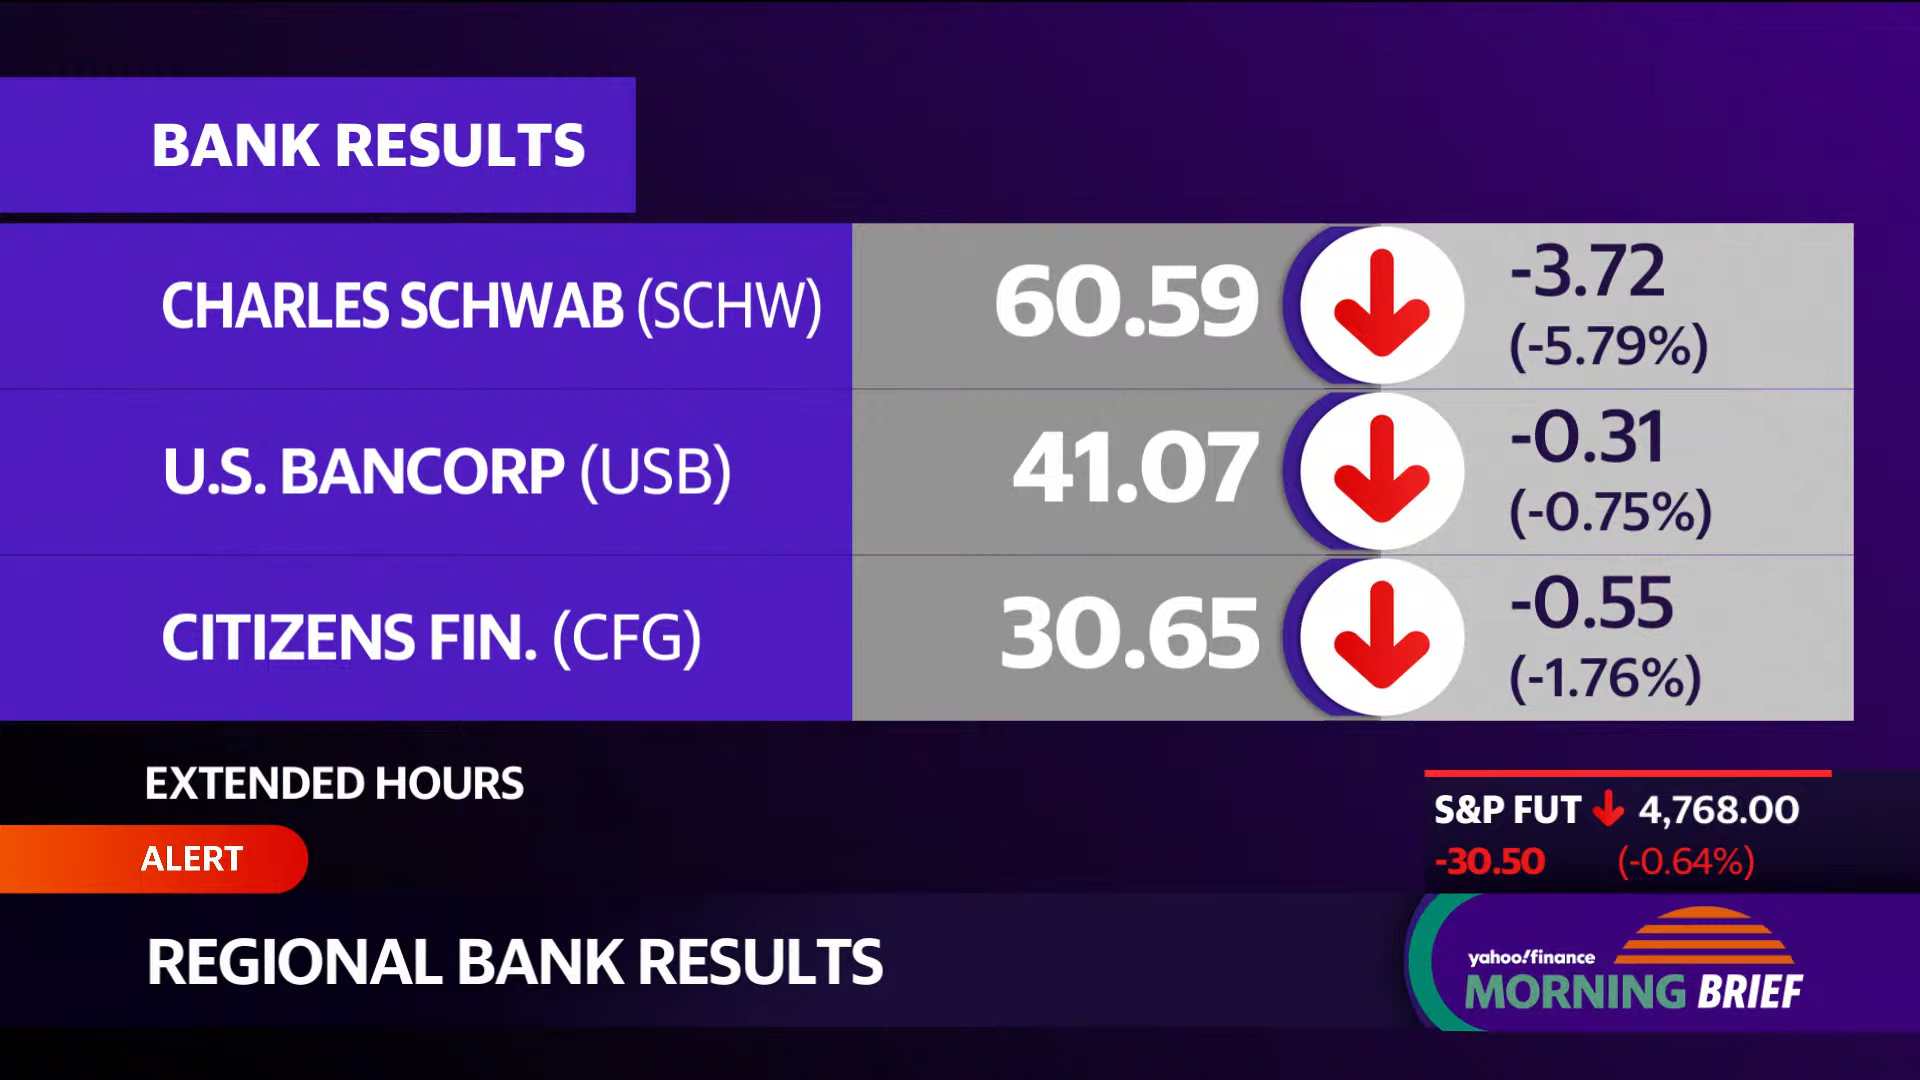 BANK RESULTS
CHARLES SCHWAB (SCHW) 60.59 -3.72
(-5.79%)
U.S. BANCORP (USB) 41.07 -0.31
(-0.75%)
CITIZENS FIN. (CFG) 30.65 -0.55
(-1.76%)
EXTENDED HOURS
S&P FUT 4,768.00
-30.50 (-0.64%)
ALERT
REGIONAL BANK RESULTS
yahoo!finance
MORNING BRIEF